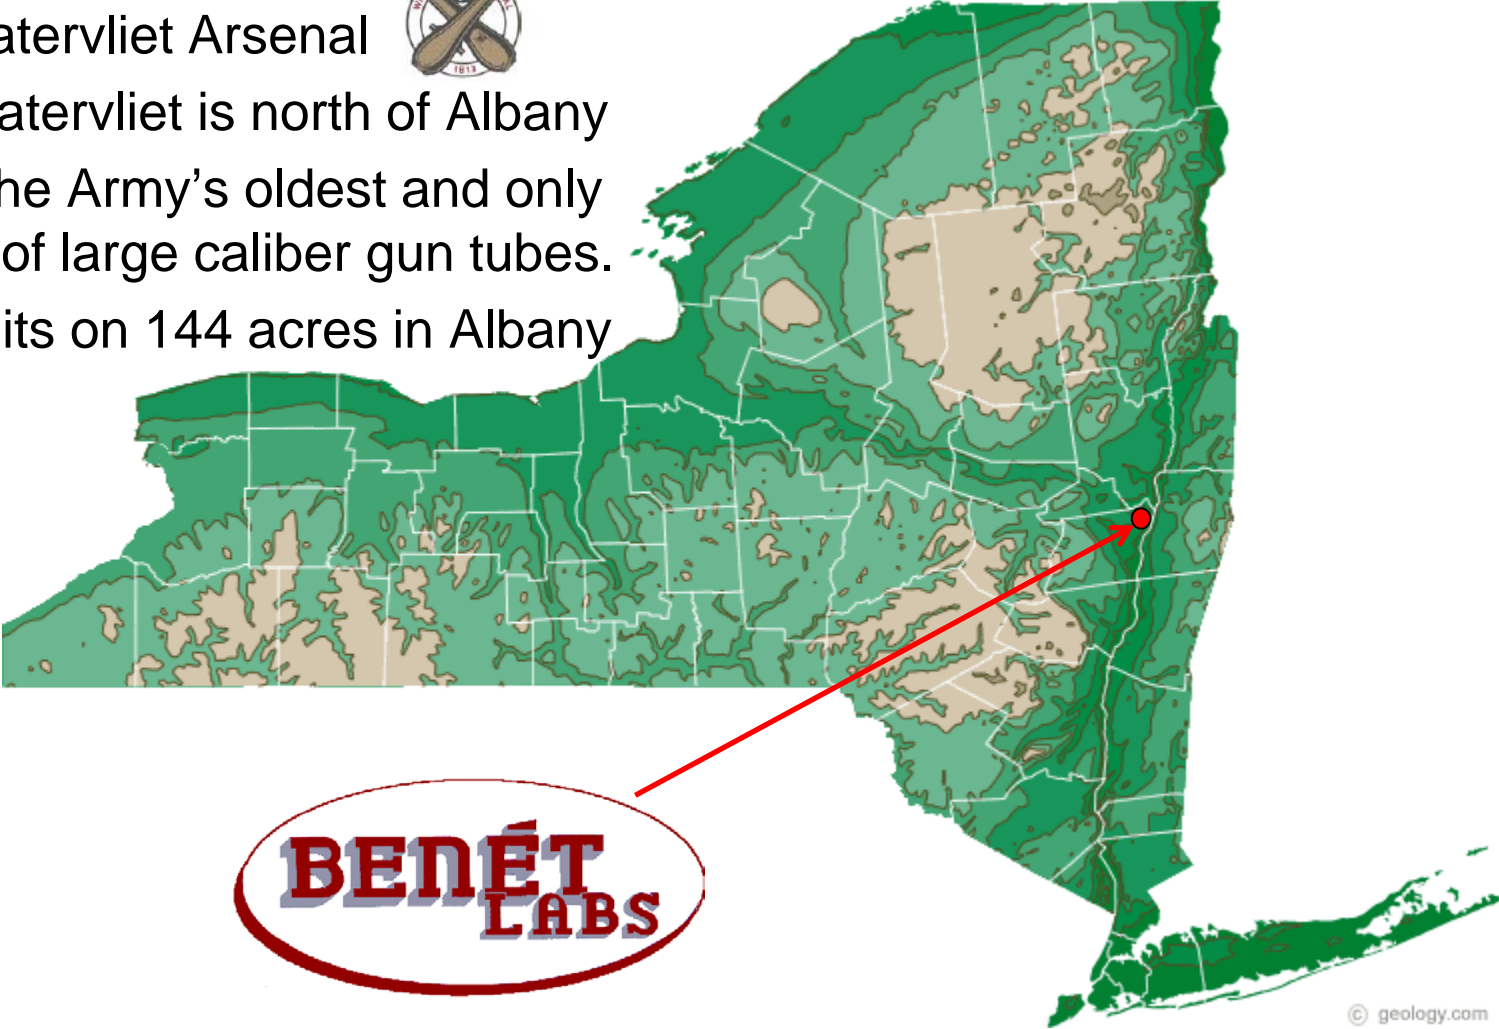 atervliet Arsenal
1813
atervliet is north of Albany
he Army’s oldest and only
of large caliber gun tubes.
its on 144 acres in Albany
BENÉT
LABS
© geology.com